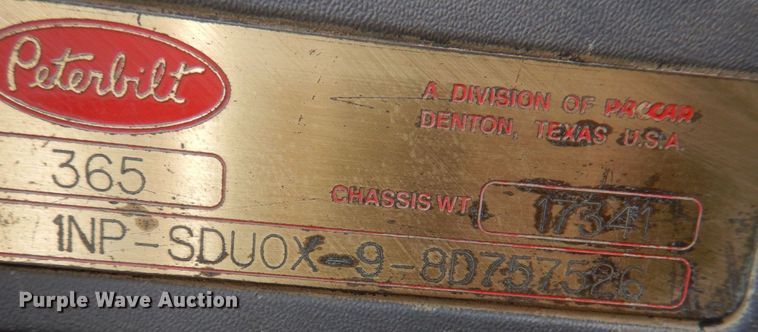 Peterbilt
A DIVISION OF PACCAR
DENTON, TEXAS U.S.A.
365
CHASSIS WT. 17341
1NP-SDU0X-9-8D757526
Purple Wave Auction